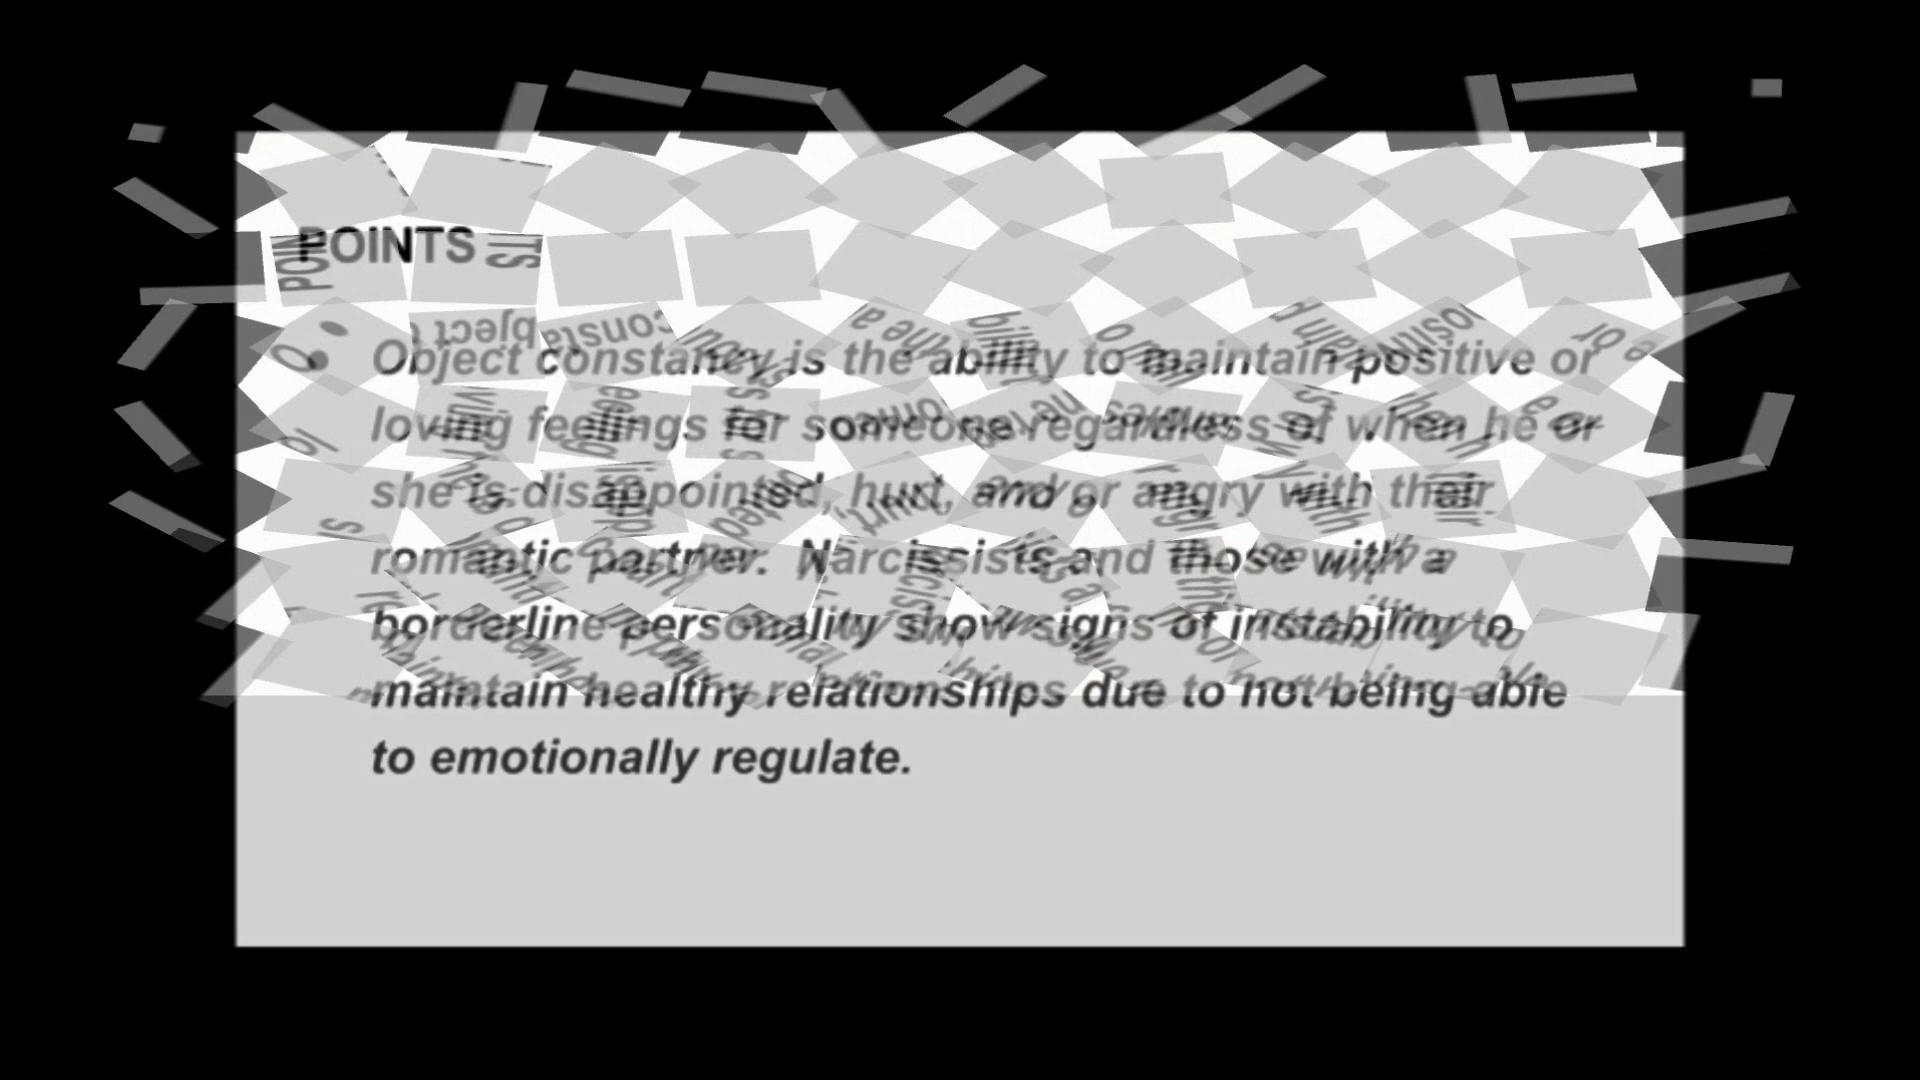 POINTS
Object constancy is the ability to maintain positive or
loving feelings for someone regardless of when he or
she is disappointed, hurt, and/or angry with their
romantic partner. Narcissists and those with a
borderline personality show signs of instability to
maintain healthy relationships due to not being able
to emotionally regulate.